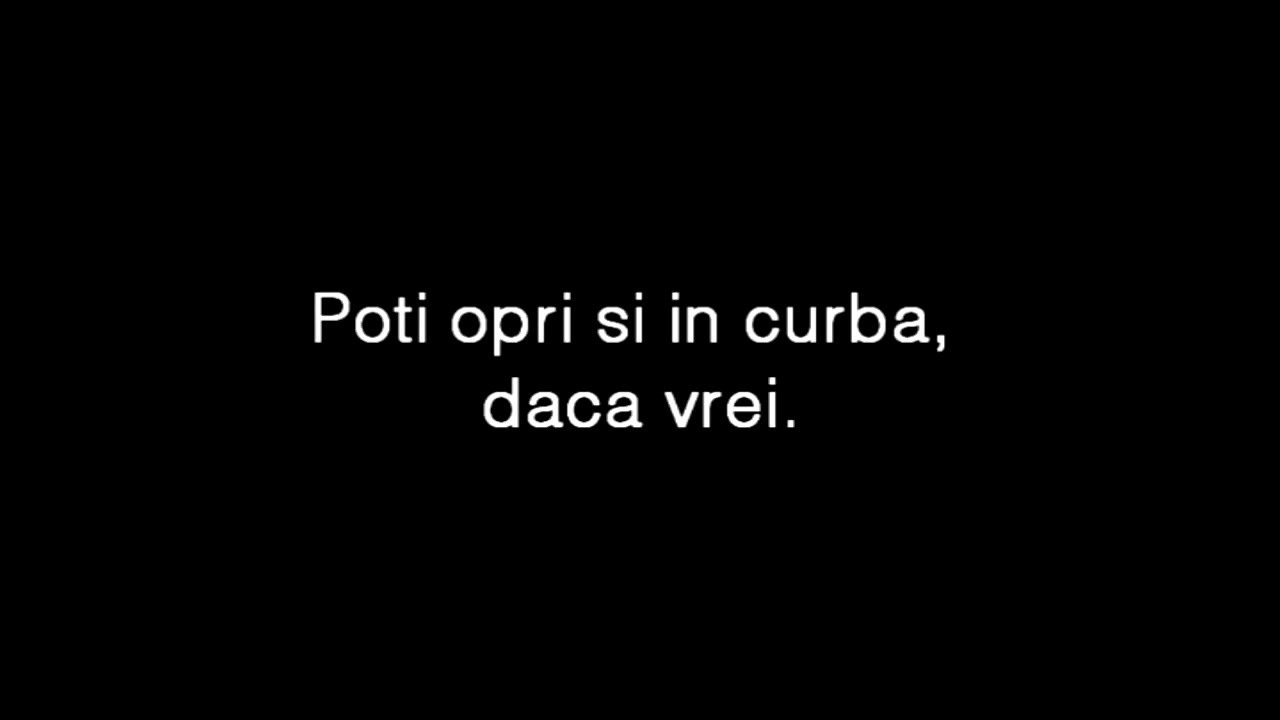 Poti opri si in curba,
daca vrei.